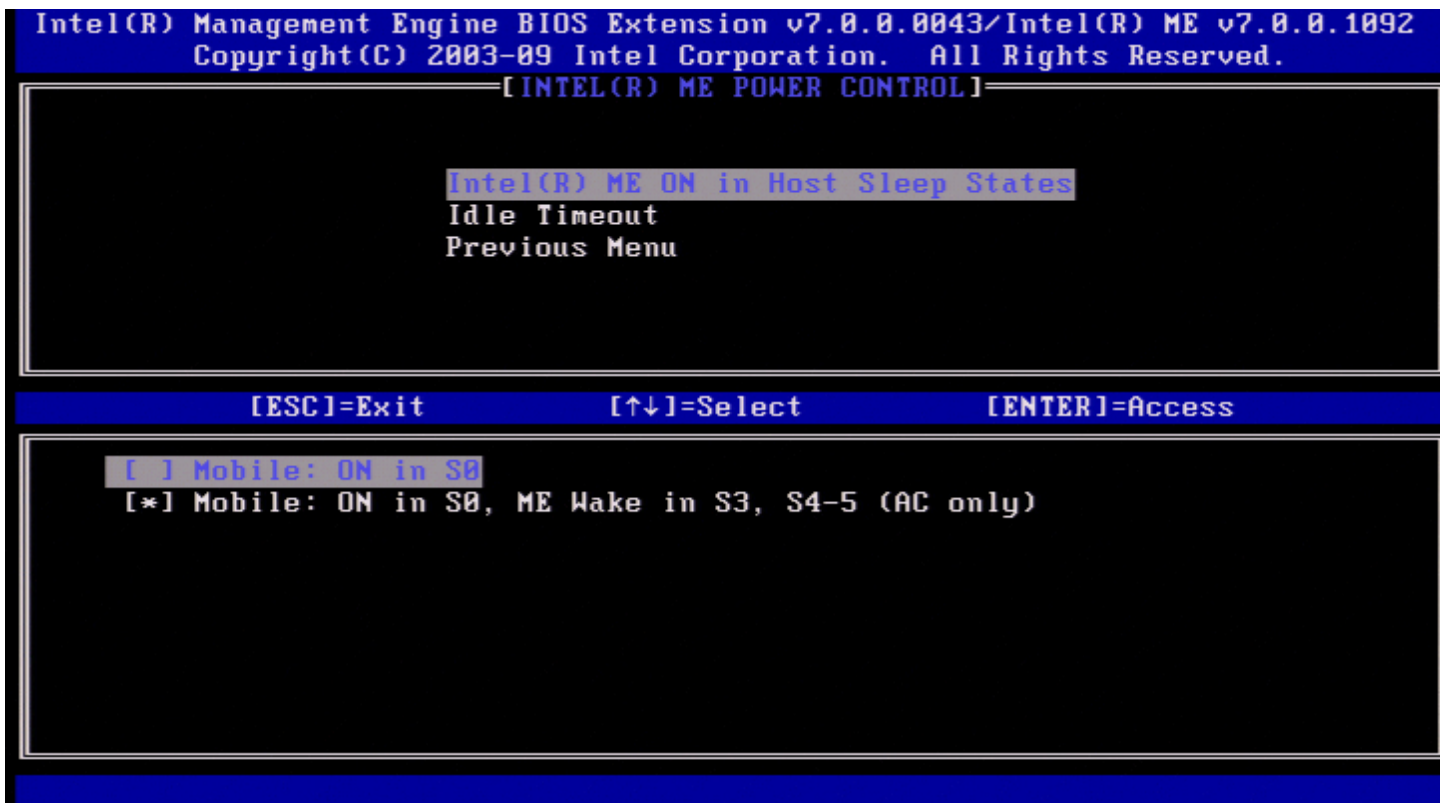 Intel(R) Management Engine BIOS Extension v7.0.0.0043/Intel(R) ME v7.0.0.1092
Copyright(C) 2003-09 Intel Corporation. All Rights Reserved.
[INTEL(R) ME POWER CONTROL]
Intel(R) ME ON in Host Sleep States
Idle Timeout
Previous Menu
[ESC]=Exit [↑↓]=Select [ENTER]=Access
[ ] Mobile: ON in S0
[*] Mobile: ON in S0, ME Wake in S3, S4-5 (AC only)